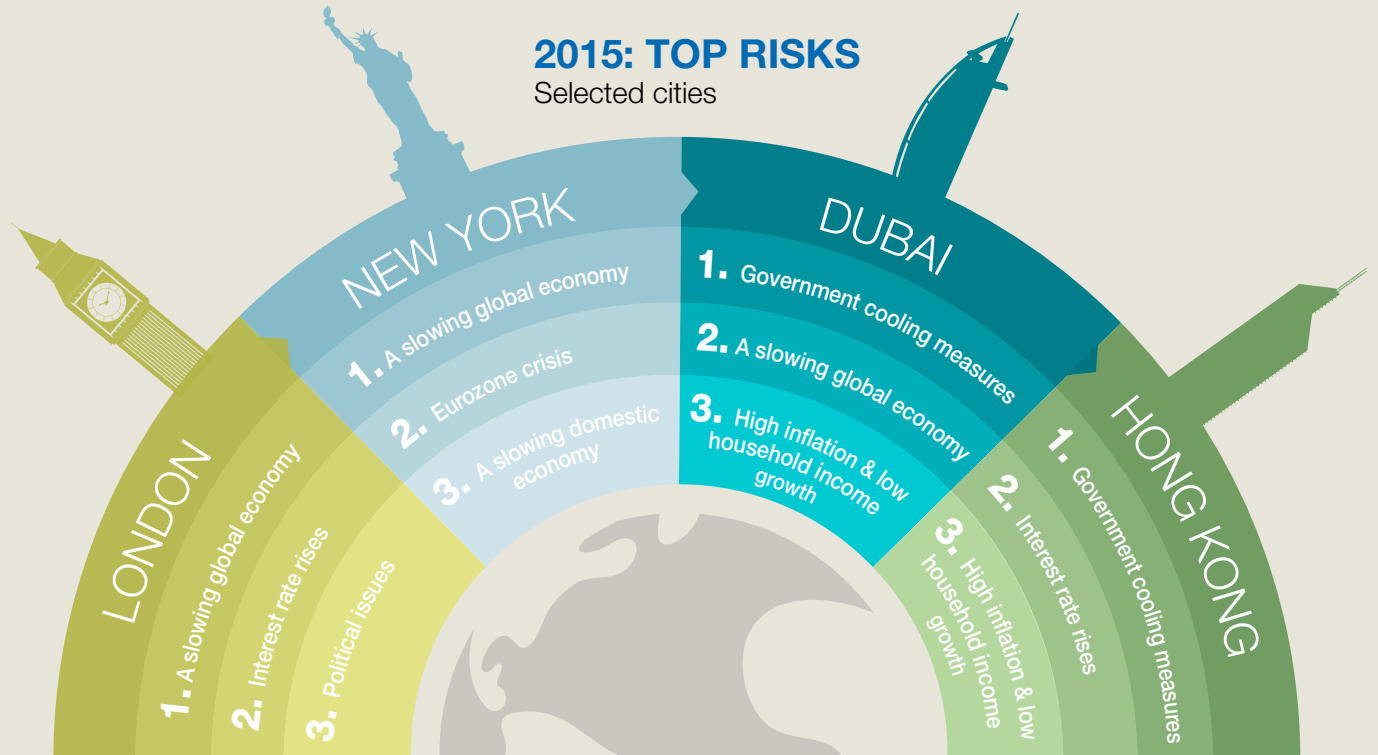 2015: TOP RISKS
Selected cities
LONDON
1. A slowing global economy
2. Interest rate rises
3. Political issues
NEW YORK
1. A slowing global economy
2. Eurozone crisis
3. A slowing domestic
economy
DUBAI
1. Government cooling measures
2. A slowing global economy
3. High inflation & low
household income
growth
HONG KONG
1. Government cooling measures
2. Interest rate rises
3. High inflation & low
household income
growth